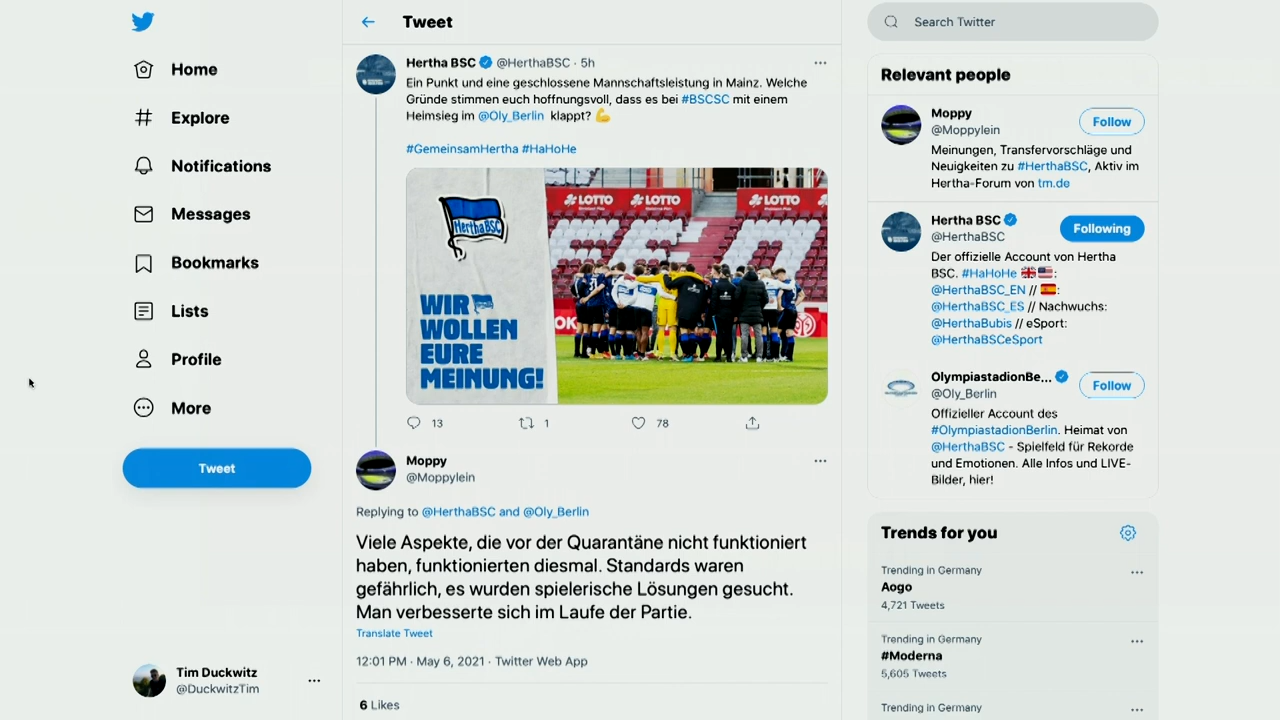 Home
Explore
Notifications
Messages
Bookmarks
Lists
Profile
More
Tweet
Tim Duckwitz
@DuckwitzTim
Tweet
Hertha BSC @HerthaBSC · 5h
Ein Punkt und eine geschlossene Mannschaftsleistung in Mainz. Welche
Gründe stimmen euch hoffnungsvoll, dass es bei #BSCSC mit einem
Heimsieg im @Oly_Berlin klappt? 💪
#GemeinsamHertha #HaHoHe
Hertha BSC
WIR
WOLLEN
EURE
MEINUNG!
LOTTO
LOTTO
LOTTO
13
1
78
Moppy
@Moppylein
Replying to @HerthaBSC and @Oly_Berlin
Viele Aspekte, die vor der Quarantäne nicht funktioniert
haben, funktionierten diesmal. Standards waren
gefährlich, es wurden spielerische Lösungen gesucht.
Man verbesserte sich im Laufe der Partie.
Translate Tweet
12:01 PM · May 6, 2021 · Twitter Web App
6 Likes
Search Twitter
Relevant people
Moppy
@Moppylein
Follow
Meinungen, Transfervorschläge und
Neuigkeiten zu #HerthaBSC, Aktiv im
Hertha-Forum von tm.de
Hertha BSC
@HerthaBSC
Following
Der offizielle Account von Hertha
BSC. #HaHoHe 🇬🇧🇺🇸:
@HerthaBSC_EN // 🇪🇸:
@HerthaBSC_ES // Nachwuchs:
@HerthaBubis // eSport:
@HerthaBSCeSport
OlympiastadionBe...
@Oly_Berlin
Follow
Offizieller Account des
#OlympiastadionBerlin. Heimat von
@HerthaBSC - Spielfeld für Rekorde
und Emotionen. Alle Infos und LIVE-
Bilder, hier!
Trends for you
Trending in Germany
Aogo
4,721 Tweets
Trending in Germany
#Moderna
5,605 Tweets
Trending in Germany